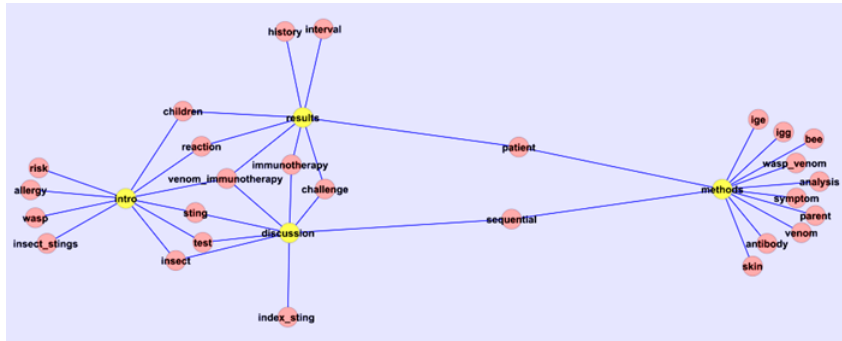 history
interval
children
results
ige
igg
bee
reaction
patient
immunotherapy
wasp_venom
risk
venom_immunotherapy
analysis
allergy
challenge
methods
intro
symptom
wasp
sting
parent
sequential
discussion
venom
insect_stings
test
antibody
insect
skin
index_sting